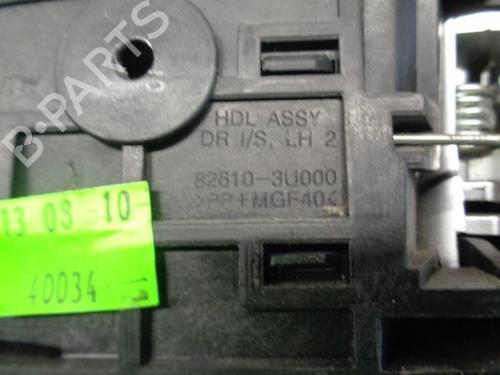 HDL ASSY
DR I/S, LH 2
82610-3U000
>PP+MGF40<
13 08 10
40034
B-PARTS